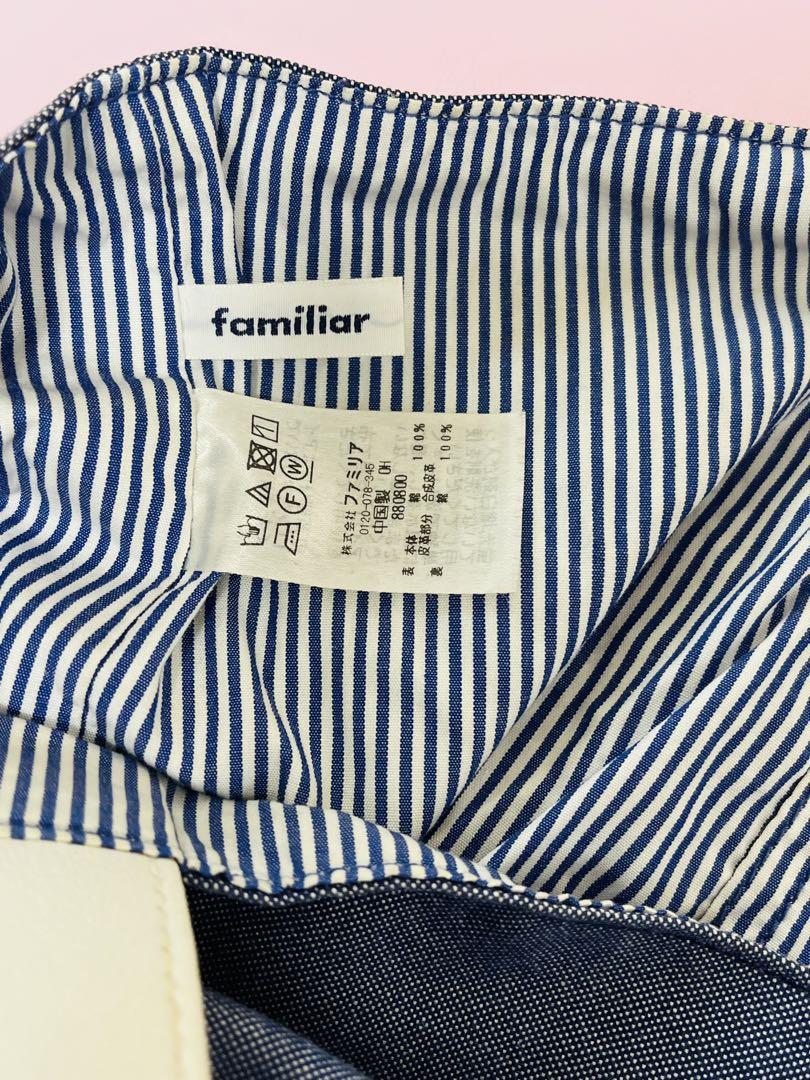 familiar
株式会社 ファミリア
0120-078-345
中国製 OH
880800
表 本体 綿 100%
皮革部分 合成皮革
裏 綿 100%
F
W